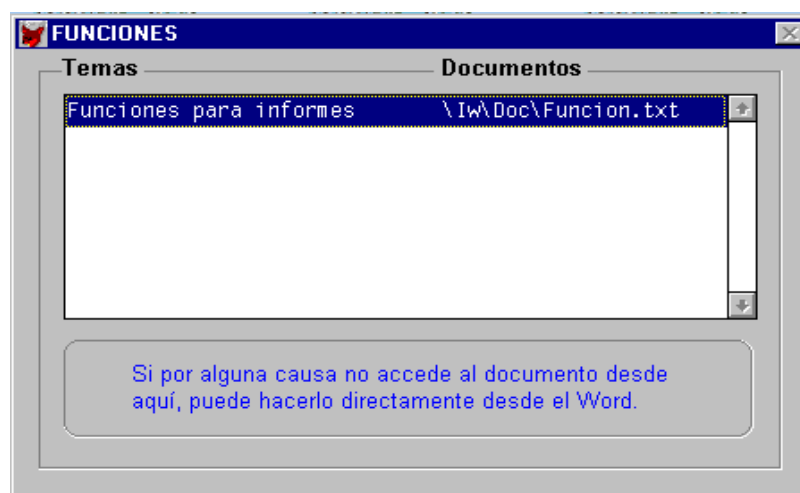 FUNCIONES
Temas Documentos
Funciones para informes \Iw\Doc\Funcion.txt
Si por alguna causa no accede al documento desde
aquí, puede hacerlo directamente desde el Word.